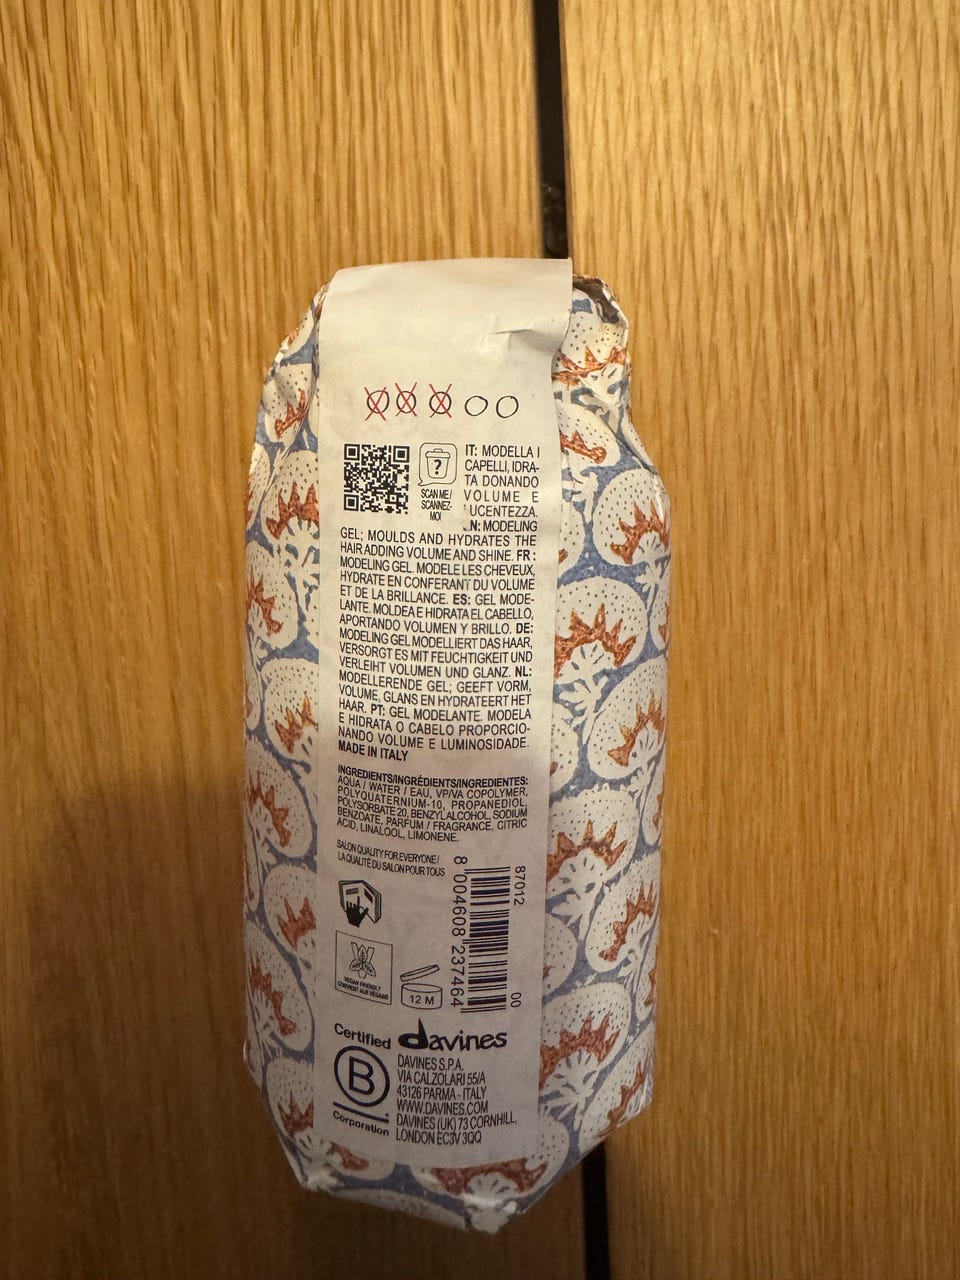 SCAN ME /
SCANNEZ-
MOI
IT: MODELLA I
CAPELLI, IDRA-
TA DONANDO
VOLUME E
UCENTEZZA.
N: MODELING
GEL; MOULDS AND HYDRATES THE
HAIR ADDING VOLUME AND SHINE. FR :
MODELING GEL. MODELE LES CHEVEUX,
HYDRATE EN CONFERANT DU VOLUME
ET DE LA BRILLANCE. ES: GEL MODE-
LANTE. MOLDEA E HIDRATA EL CABELLO,
APORTANDO VOLUMEN Y BRILLO. DE:
MODELING GEL MODELLIERT DAS HAAR,
VERSORGT ES MIT FEUCHTIGKEIT UND
VERLEIHT VOLUMEN UND GLANZ. NL:
MODELLERENDE GEL; GEEFT VORM,
VOLUME, GLANS EN HYDRATEERT HET
HAAR. PT: GEL MODELANTE. MODELA
E HIDRATA O CABELO PROPORCIO-
NANDO VOLUME E LUMINOSIDADE.
MADE IN ITALY
INGREDIENTS/INGRÉDIENTS/INGREDIENTES:
AQUA / WATER / EAU, VP/VA COPOLYMER,
POLYQUATERNIUM-10, PROPANEDIOL,
POLYSORBATE 20, BENZYL ALCOHOL, SODIUM
BENZOATE, PARFUM / FRAGRANCE, CITRIC
ACID, LINALOOL, LIMONENE.
SALON QUALITY FOR EVERYONE /
LA QUALITÉ DU SALON POUR TOUS
87012
8 004608 237464
00
VEGAN FRIENDLY
CONVIENT AUX VÉGANS
12 M
Certified
B
Corporation
davines
DAVINES S.P.A.
VIA CALZOLARI 55/A
43126 PARMA - ITALY
WWW.DAVINES.COM
DAVINES (UK) 73 CORNHILL,
LONDON EC3V 3QQ